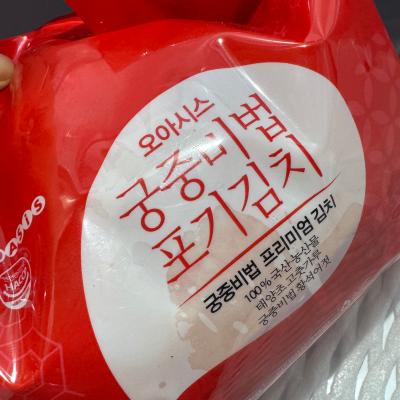 오아시스
궁중비법
포기김치
궁중비법 프리미엄 김치
100% 국산농산물
태양초 고춧가루
궁중비법 황석어젓
OASIS
HACCP